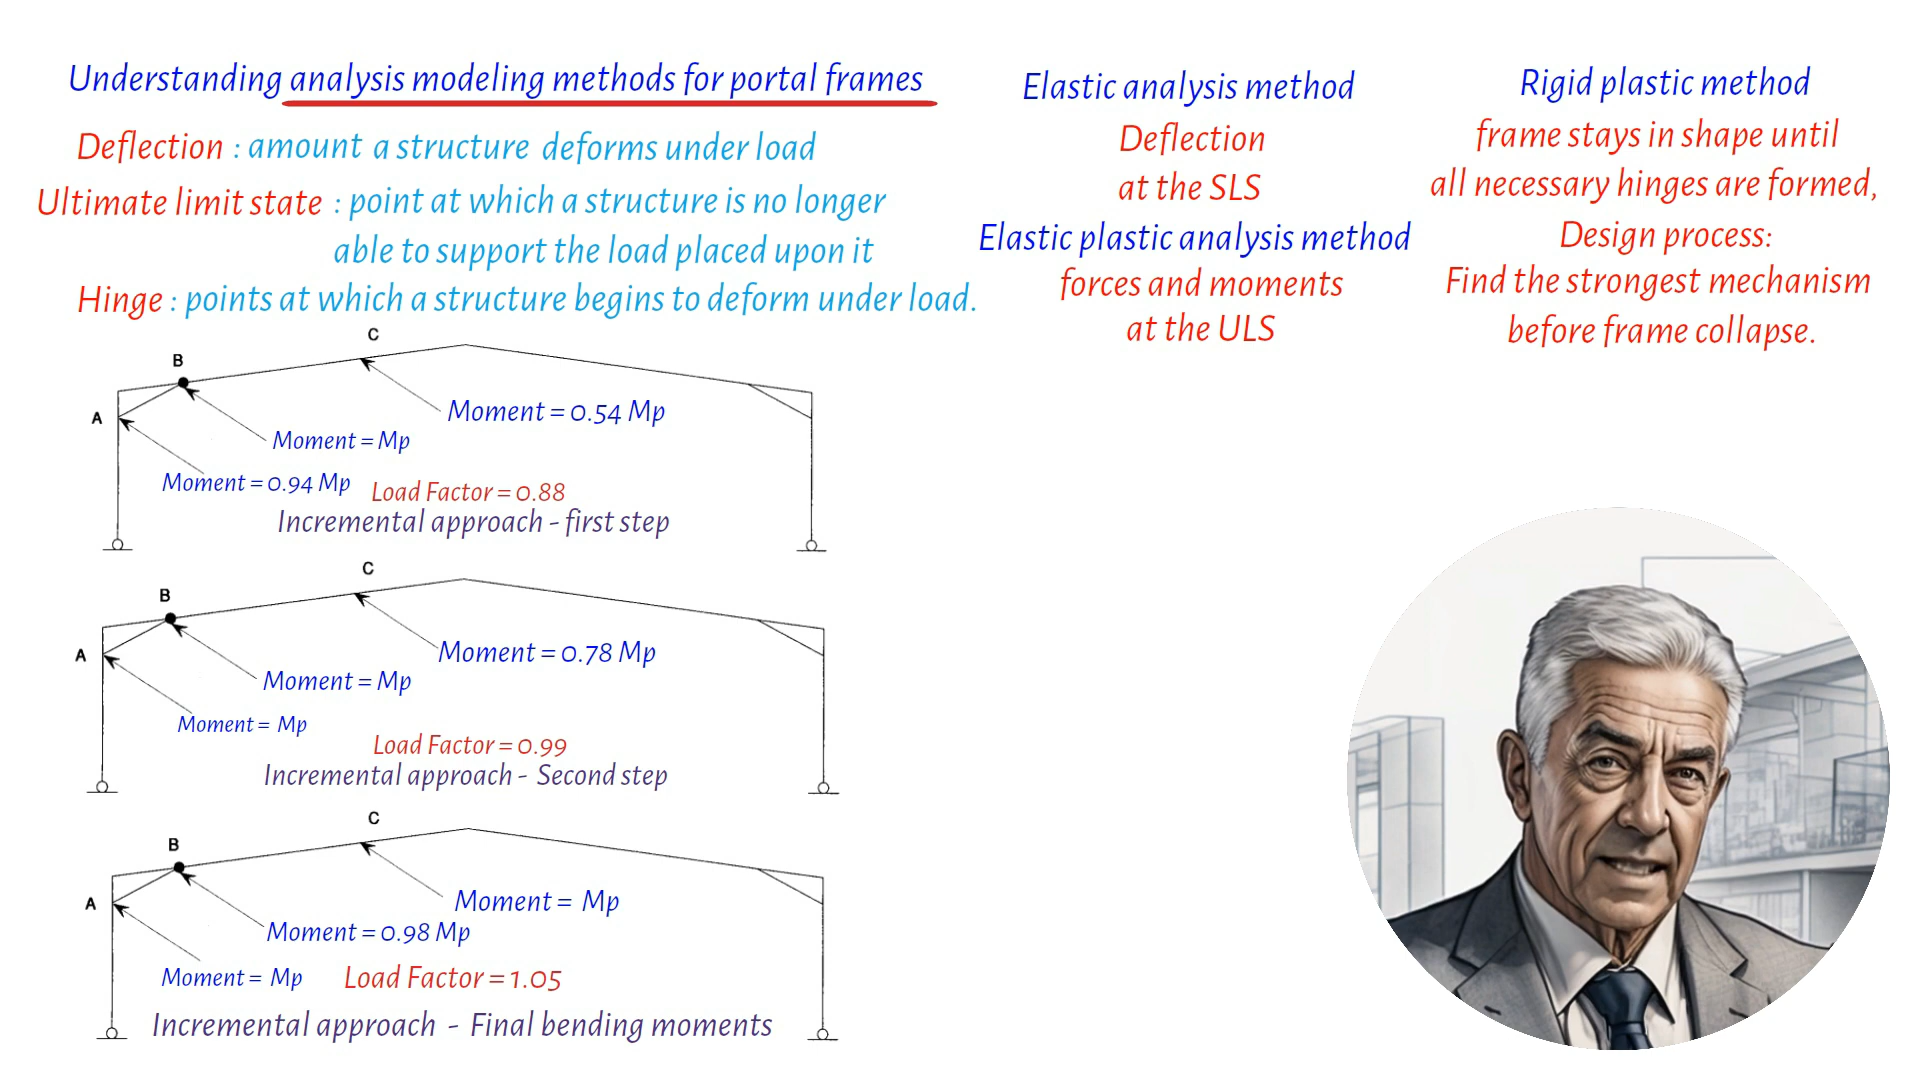 Understanding analysis modeling methods for portal frames
Deflection : amount a structure deforms under load
Ultimate limit state : point at which a structure is no longer
able to support the load placed upon it
Hinge : points at which a structure begins to deform under load.
C
B
A
Moment = 0.54 Mp
Moment = Mp
Moment = 0.94 Mp
Load Factor = 0.88
Incremental approach - first step
C
B
A
Moment = 0.78 Mp
Moment = Mp
Moment = Mp
Load Factor = 0.99
Incremental approach - Second step
C
B
A
Moment = Mp
Moment = 0.98 Mp
Moment = Mp
Load Factor = 1.05
Incremental approach - Final bending moments
Elastic analysis method
Deflection
at the SLS
Elastic plastic analysis method
forces and moments
at the ULS
Rigid plastic method
frame stays in shape until
all necessary hinges are formed,
Design process:
Find the strongest mechanism
before frame collapse.